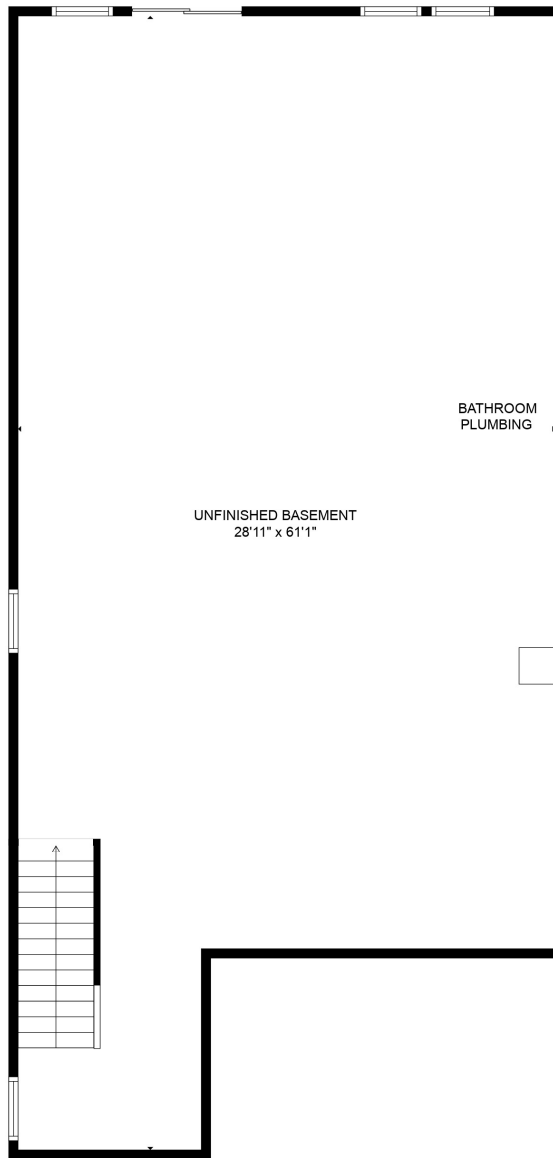 BATHROOM
PLUMBING
UNFINISHED BASEMENT
28'11" x 61'1"